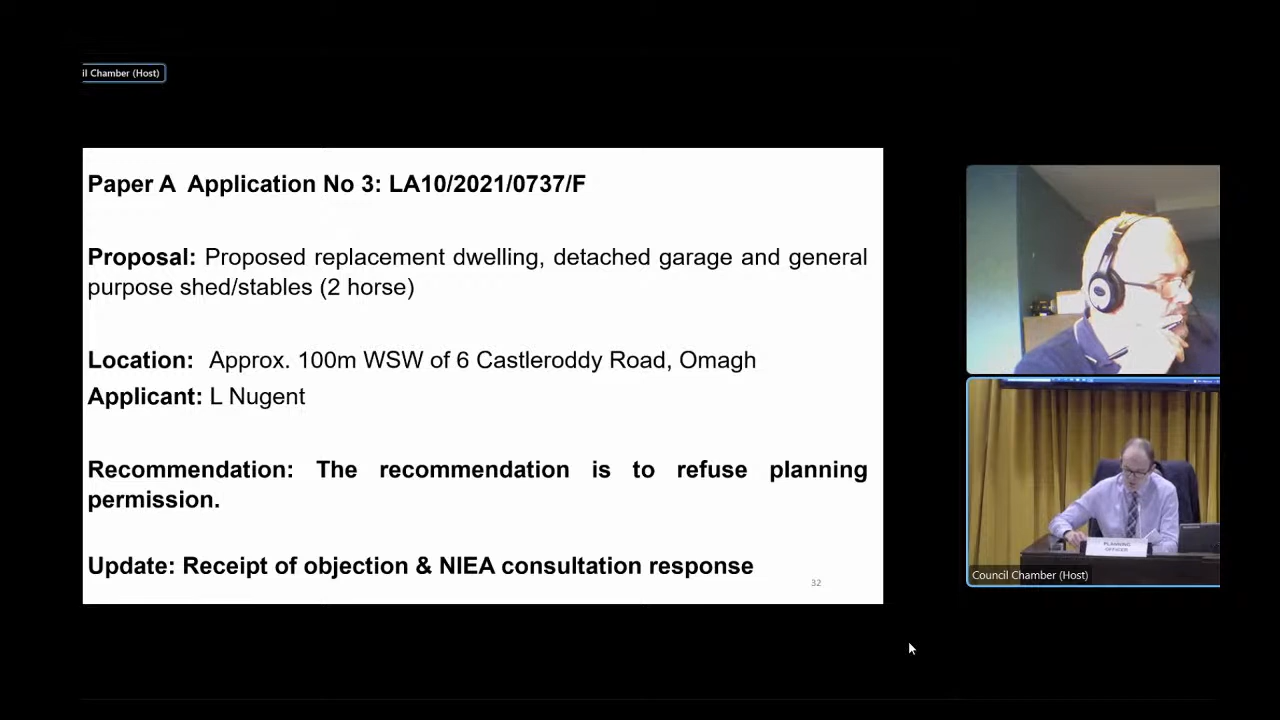 il Chamber (Host)
Paper A Application No 3: LA10/2021/0737/F
Proposal: Proposed replacement dwelling, detached garage and general
purpose shed/stables (2 horse)
Location: Approx. 100m WSW of 6 Castleroddy Road, Omagh
Applicant: L Nugent
Recommendation: The recommendation is to refuse planning
permission.
Update: Receipt of objection & NIEA consultation response
32
PLANNING
OFFICER
Council Chamber (Host)